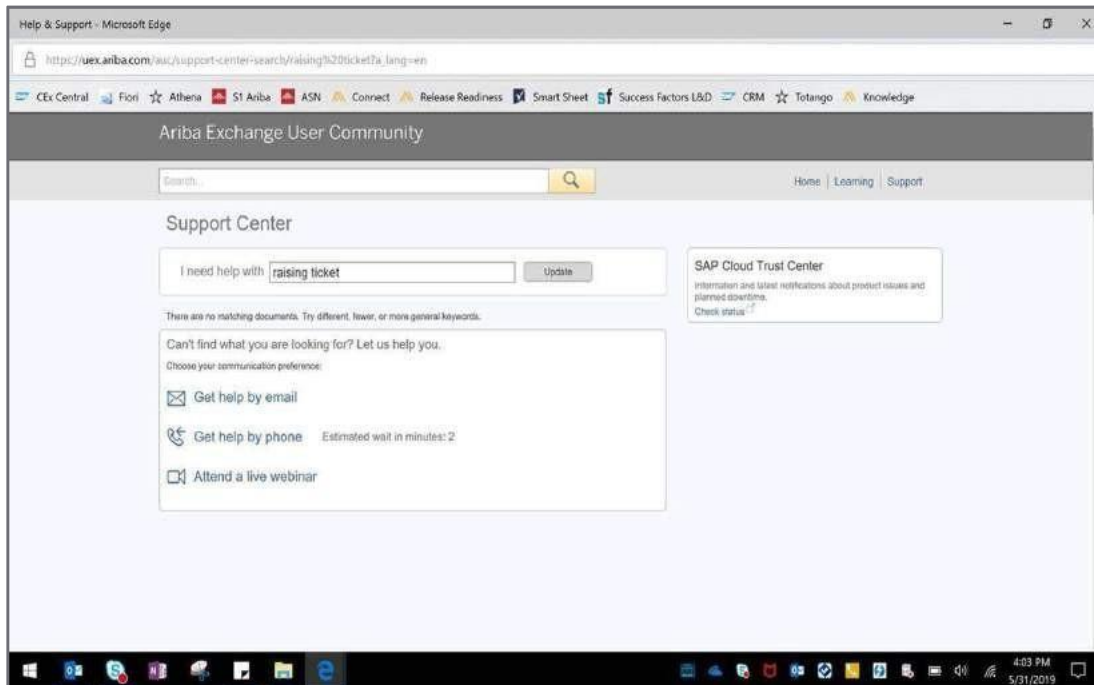 Help & Support - Microsoft Edge
https://uex.ariba.com/auc/support-center-search/raising%20ticket?a_lang=en
CEx Central Fiori Athena S1 Ariba ASN Connect Release Readiness Smart Sheet Success Factors L&D CRM Totango Knowledge
Ariba Exchange User Community
Search...
Home | Learning | Support
Support Center
I need help with raising ticket Update
SAP Cloud Trust Center
Information and latest notifications about product issues and
planned downtime.
Check status
There are no matching documents. Try different, fewer, or more general keywords.
Can't find what you are looking for? Let us help you.
Choose your communication preference:
Get help by email
Get help by phone Estimated wait in minutes: 2
Attend a live webinar
4:03 PM
5/31/2019